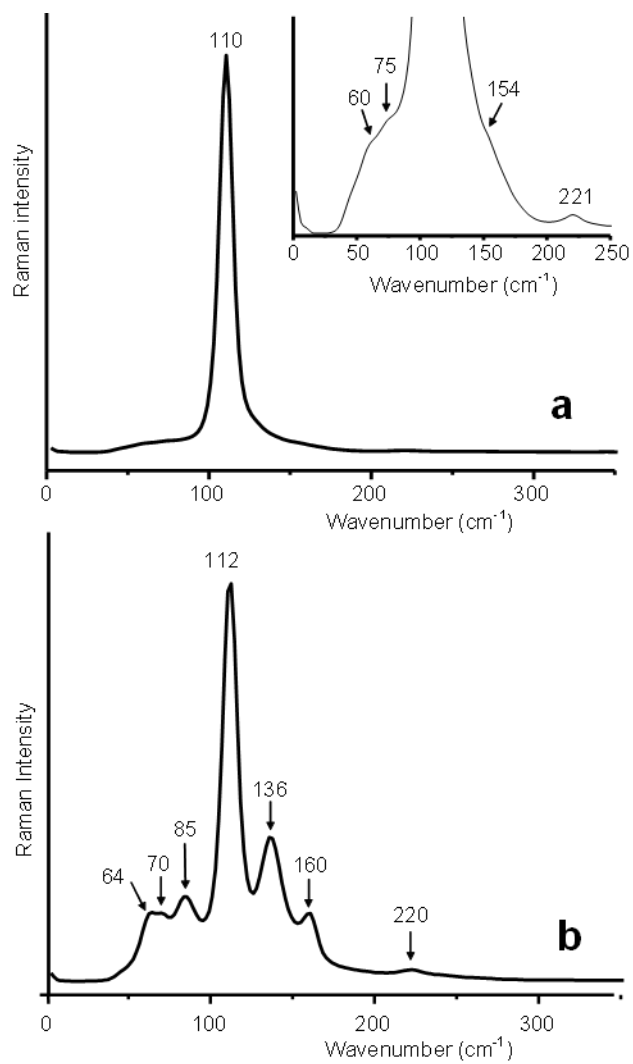 110
Raman intensity
60
75
154
221
0 50 100 150 200 250
Wavenumber (cm⁻¹)
a
0 100 200 300
Wavenumber (cm⁻¹)
112
Raman Intensity
64
70
85
136
160
220
b
0 100 200 300
Wavenumber (cm⁻¹)